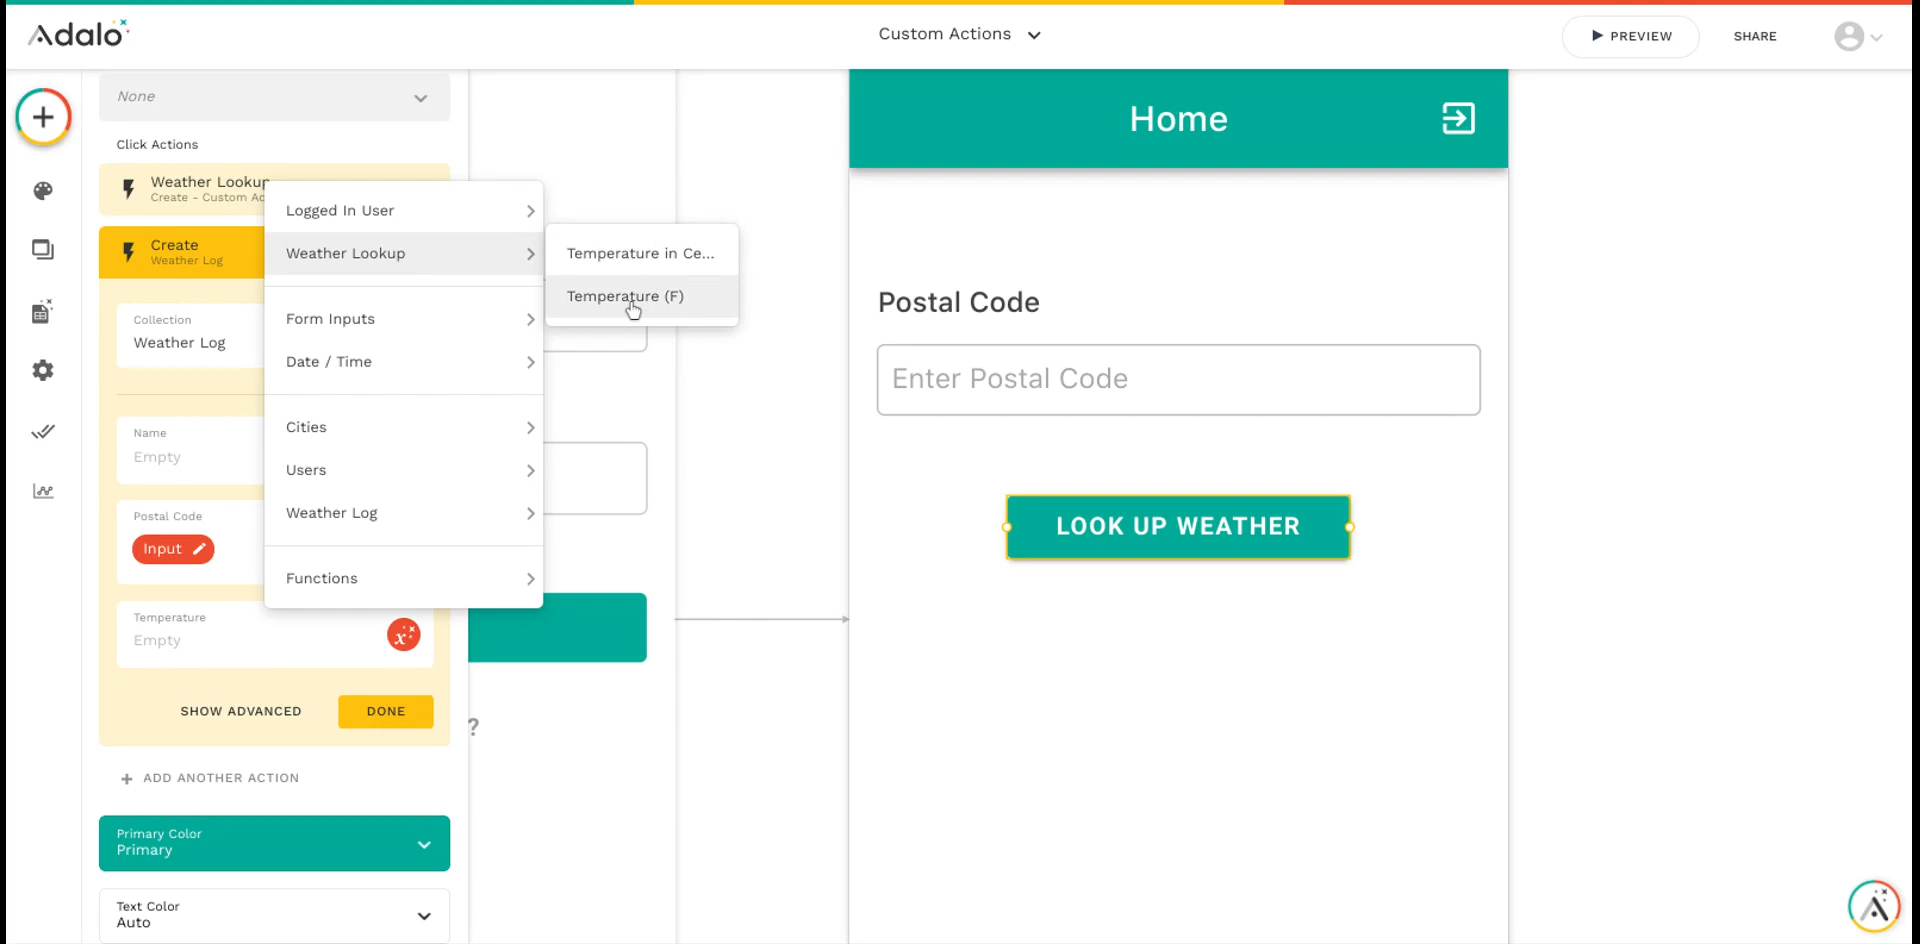 Adalo
Custom Actions
PREVIEW
SHARE
None
Click Actions
Weather Lookup
Create - Custom Ac
Create
Weather Log
Collection
Weather Log
Name
Empty
Postal Code
Input
Temperature
Empty
SHOW ADVANCED
DONE
?
ADD ANOTHER ACTION
Primary Color
Primary
Text Color
Auto
Logged In User
Weather Lookup
Form Inputs
Date / Time
Cities
Users
Weather Log
Functions
Temperature in Ce...
Temperature (F)
Home
Postal Code
Enter Postal Code
LOOK UP WEATHER